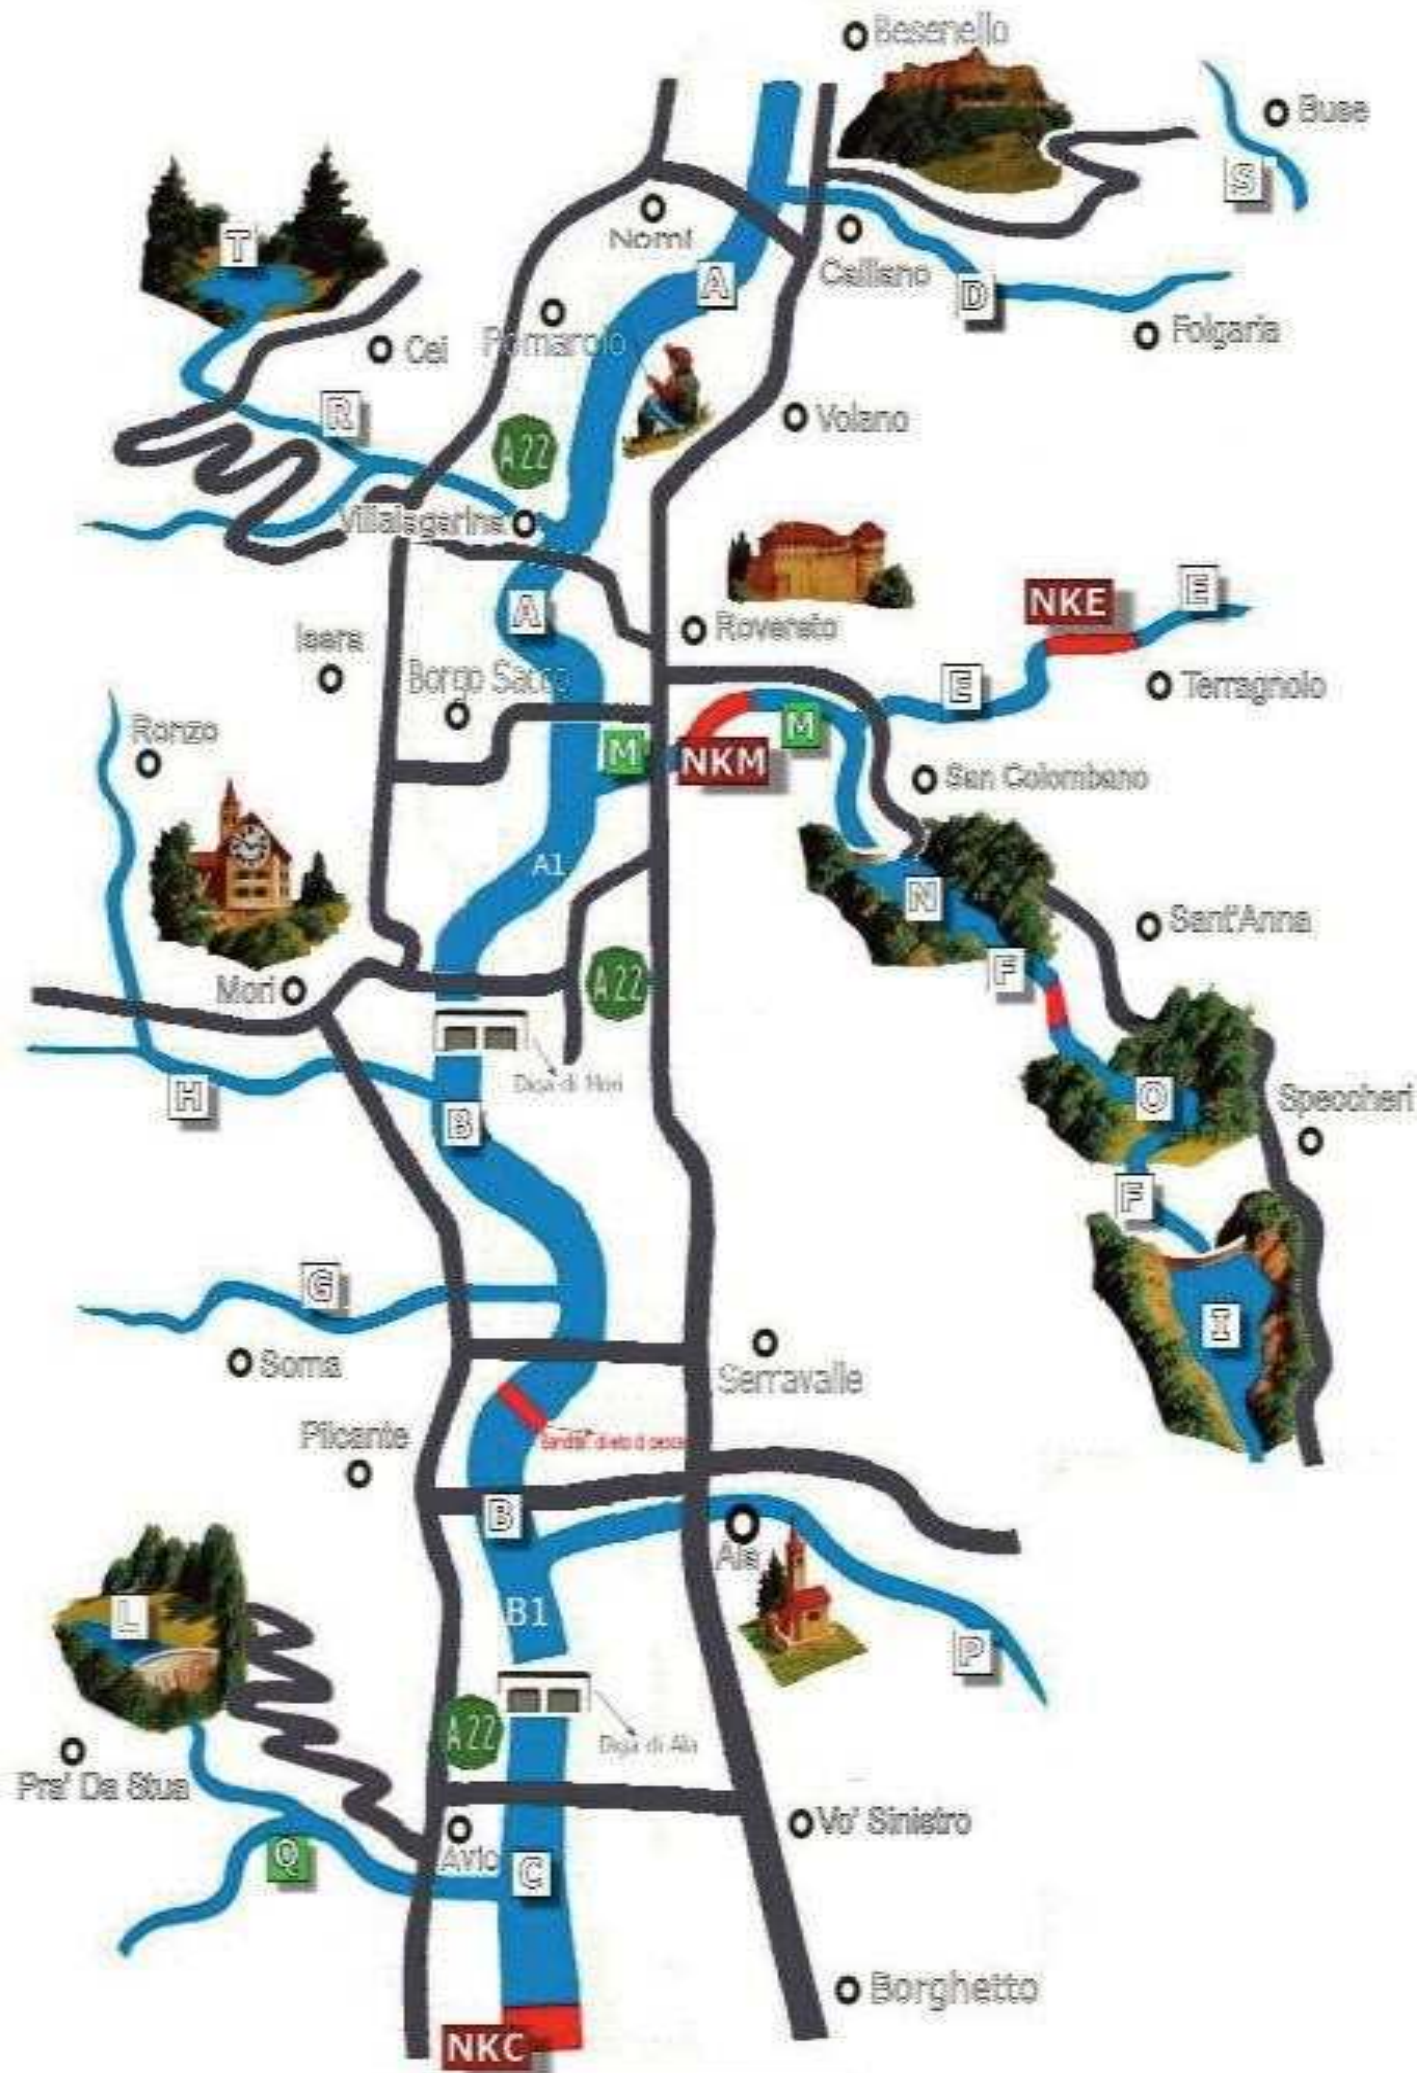 Besenello
Buse
S
T
Nomi
A
Calliano
D
Folgaria
Cei
Pomarolo
R
Volano
A22
Villalagarina
NKE
E
A
Rovereto
Isera
Borgo Sacco
E
Terragnolo
Ronzo
M
NKM
M
San Colombano
A1
N
Sant'Anna
F
Mori
A22
Diga di Mori
H
B
O
Speccheri
F
G
I
Soma
Serravalle
Pilcante
B
Ala
L
B1
P
A22
Diga di Ala
Pra' Da Stua
Vo' Sinistro
Q
Avio
C
Borghetto
NKC